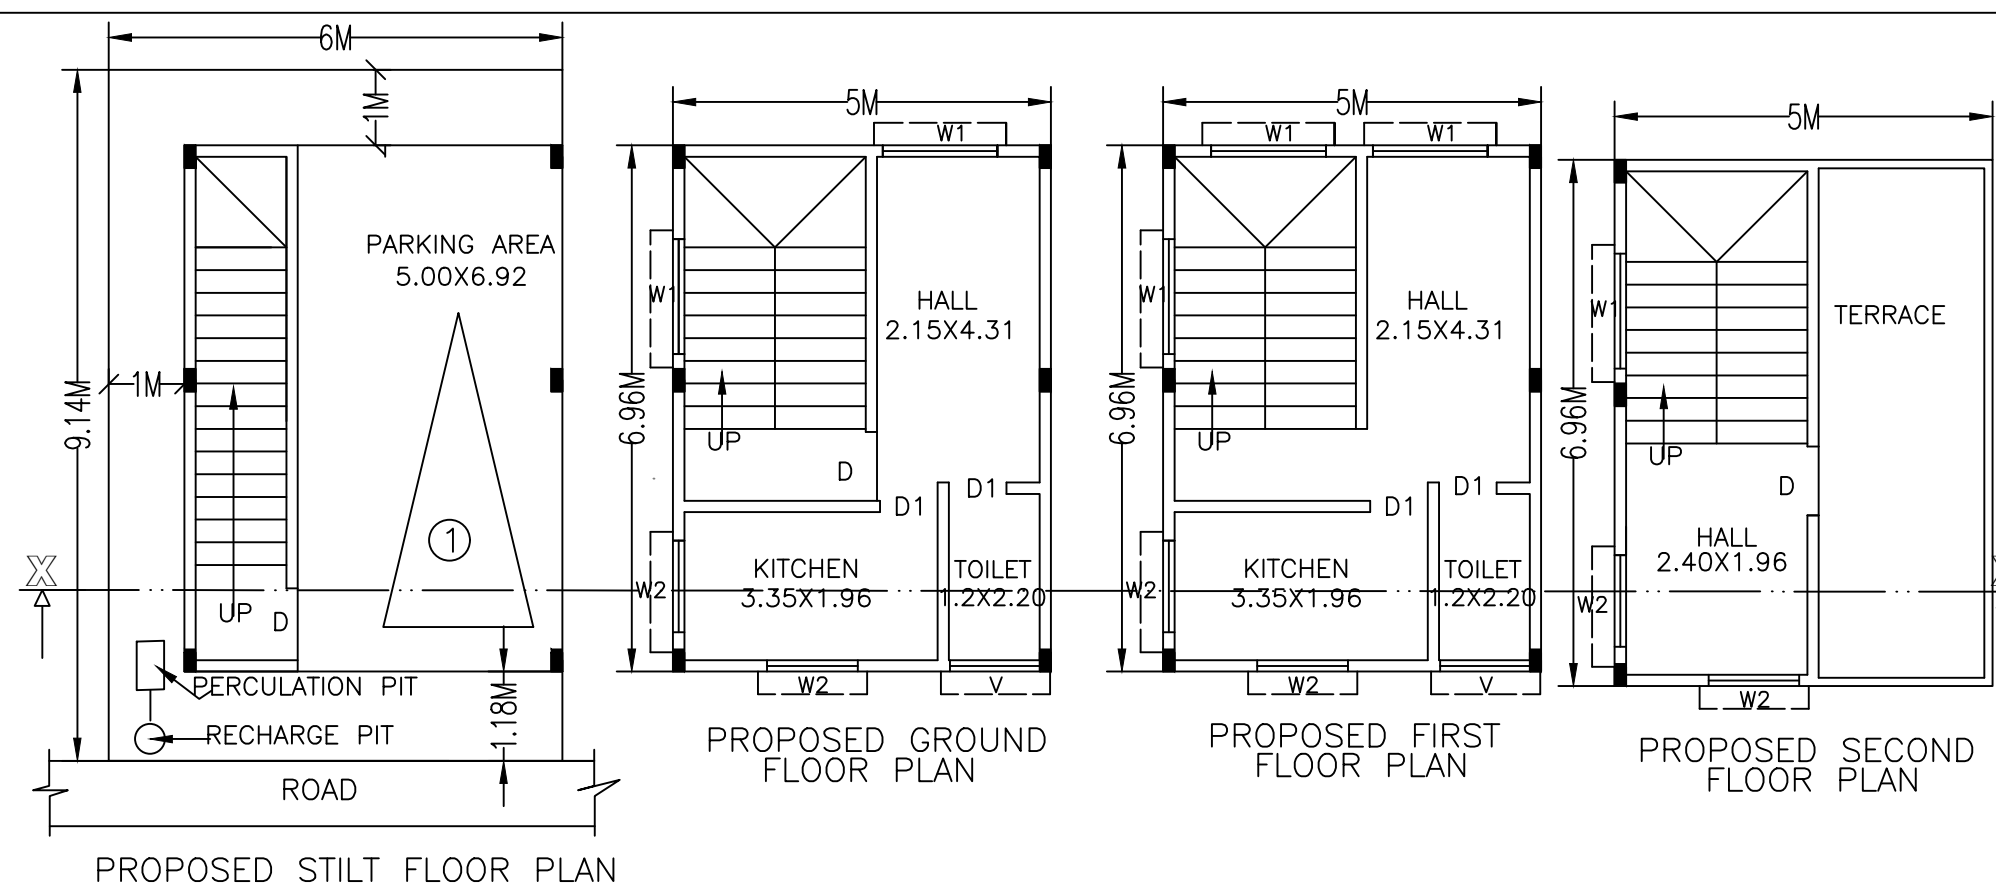 6M
1M
PARKING AREA
5.00X6.92
9.14M
1M
1
X
UP
D
PERCULATION PIT
RECHARGE PIT
1.18M
ROAD
PROPOSED STILT FLOOR PLAN
5M
W1
W1
HALL
2.15X4.31
6.96M
UP
D
D1
D1
KITCHEN
3.35X1.96
TOILET
1.2X2.20
W2
W2
V
PROPOSED GROUND
FLOOR PLAN
5M
W1
W1
W1
HALL
2.15X4.31
6.96M
UP
D1
D1
KITCHEN
3.35X1.96
TOILET
1.2X2.20
W2
W2
V
PROPOSED FIRST
FLOOR PLAN
5M
W1
TERRACE
6.96M
UP
D
HALL
2.40X1.96
W2
W2
PROPOSED SECOND
FLOOR PLAN